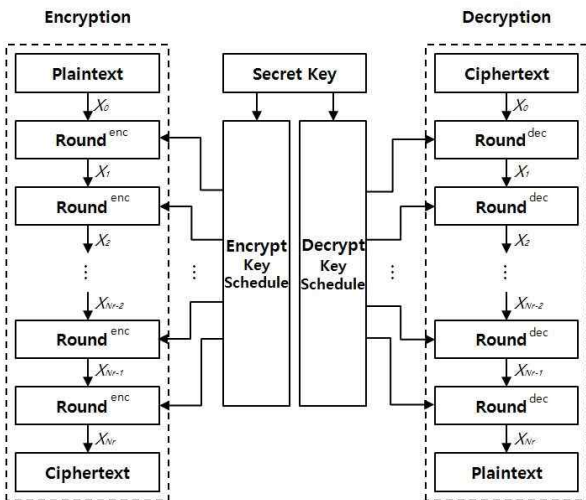 Encryption
Decryption
Plaintext
Secret Key
Ciphertext
X0
X0
Round enc
Round dec
X1
X1
Round enc
Round dec
X2
X2
Encrypt
Key
Schedule
Decrypt
Key
Schedule
...
...
...
...
XNr-2
XNr-2
Round enc
Round dec
XNr-1
XNr-1
Round enc
Round dec
XNr
XNr
Ciphertext
Plaintext